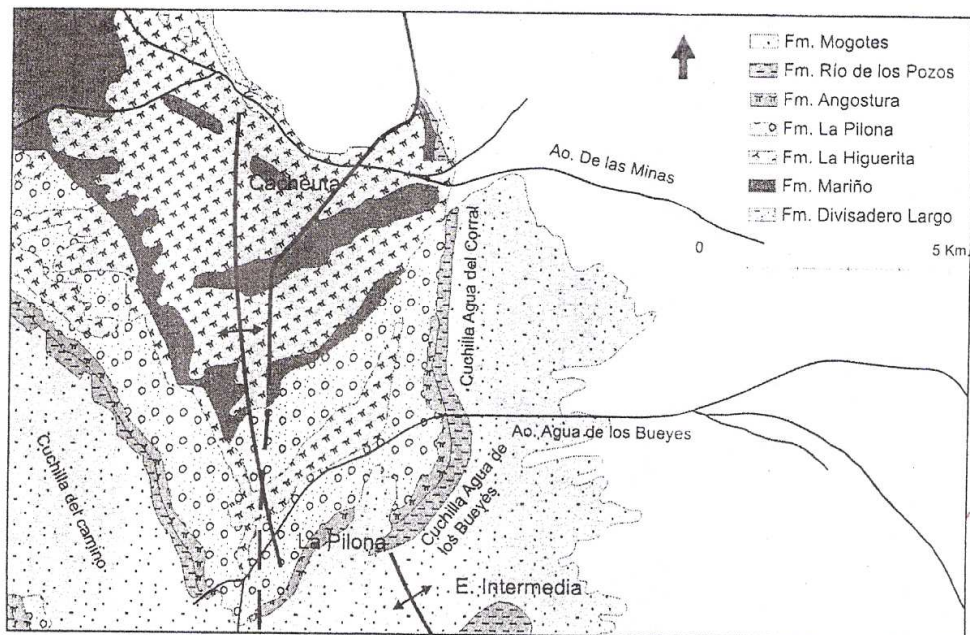 Fm. Mogotes
Fm. Río de los Pozos
Fm. Angostura
Fm. La Pilona
Fm. La Higuerita
Fm. Mariño
Fm. Divisadero Largo
0
5 Km.
Cacheuta
Ao. De las Minas
Cuchilla Agua del Corral
Ao. Agua de los Bueyes
Cuchilla Agua de
los Bueyes
Cuchilla del camino.
La Pilona
E. Intermedia